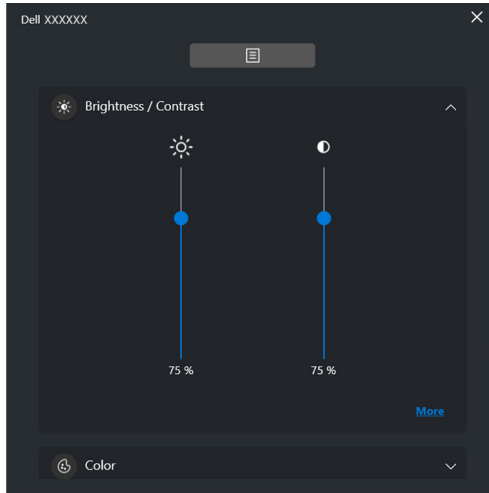 Dell XXXXXX
Brightness / Contrast
75 % 75 %
More
Color